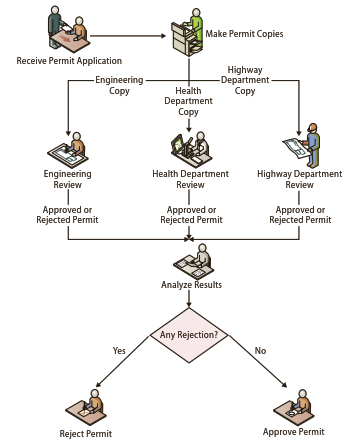 Receive Permit Application
Make Permit Copies
Engineering
Copy
Health
Department
Copy
Highway
Department
Copy
Engineering
Review
Health Department
Review
Highway Department
Review
Approved or
Rejected Permit
Approved or
Rejected Permit
Approved or
Rejected Permit
Analyze Results
Any Rejection?
Yes
No
Reject Permit
Approve Permit